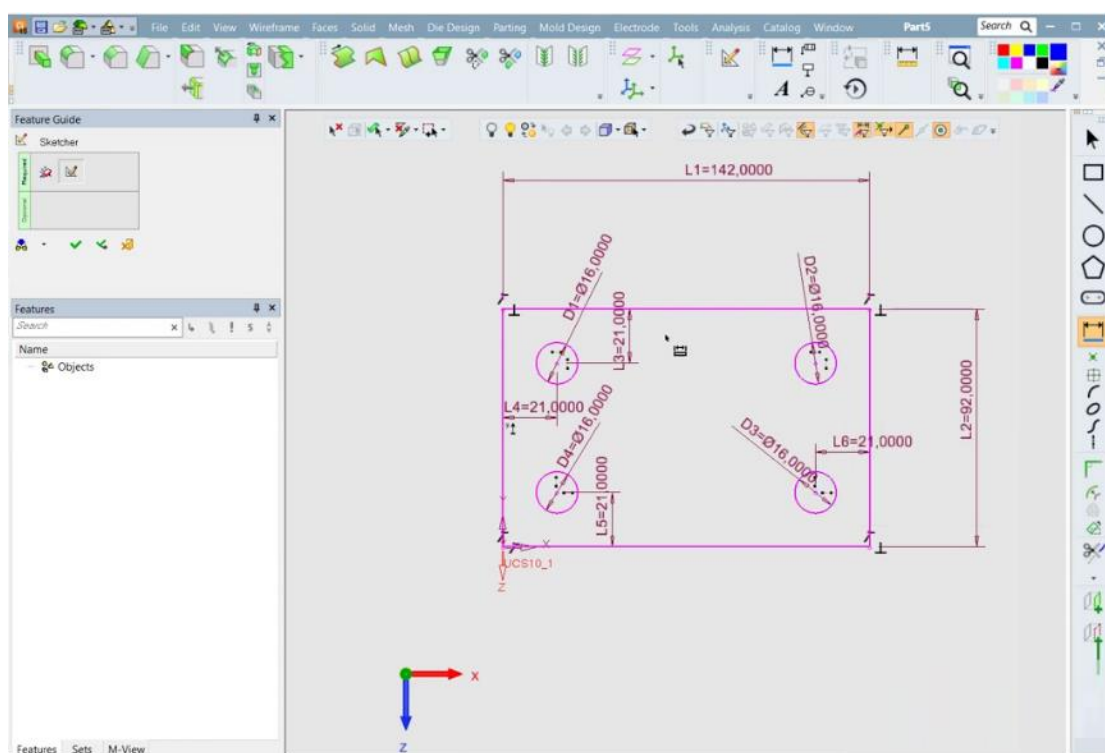 File Edit View Wireframe Faces Solid Mesh Die Design Parting Mold Design Electrode Tools Analysis Catalog Window Part5 Search
A
Feature Guide
Sketcher
Required
Optional
Features
Search
Name
Objects
Features Sets M-View
L1=142,0000
D1=Ø16,0000
D2=Ø16,0000
L3=21,0000
L4=21,0000
L2=92,0000
D4=Ø16,0000
D3=Ø16,0000
L6=21,0000
L5=21,0000
X
UCS10_1
Z
X
Z